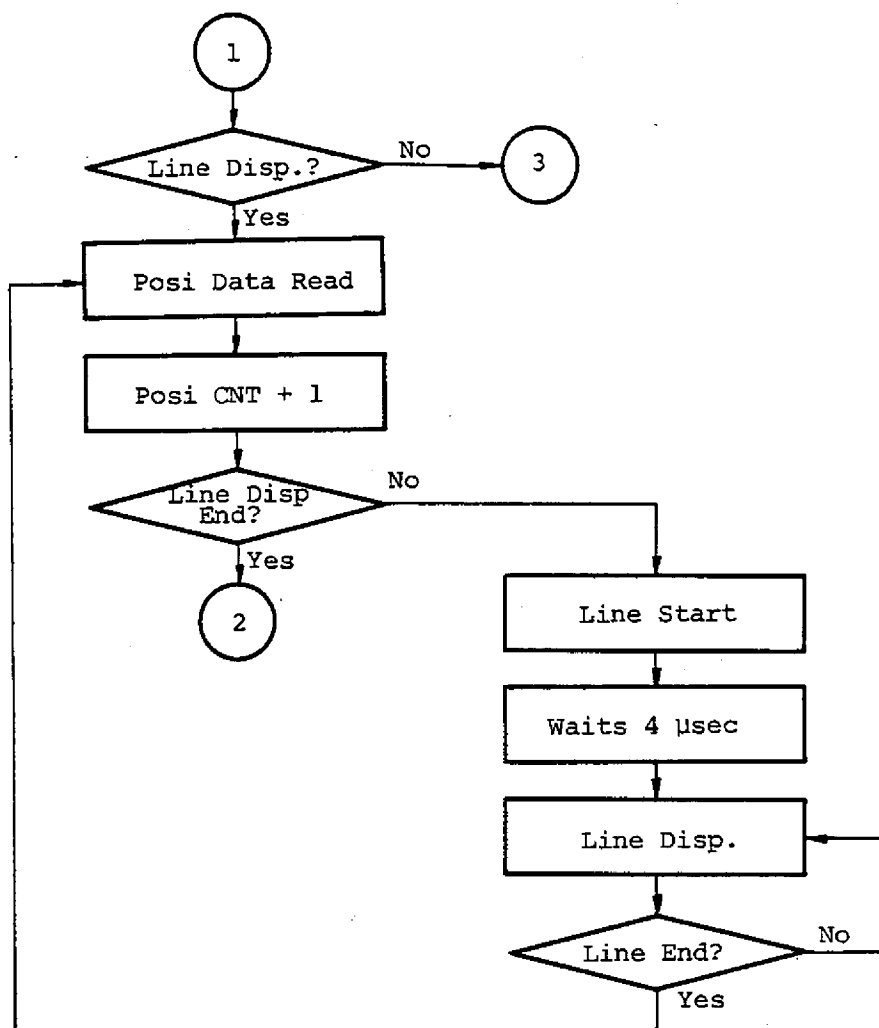 1
Line Disp.?
No
3
Yes
Posi Data Read
Posi CNT + 1
Line Disp
End?
No
Yes
2
Line Start
Waits 4 µsec
Line Disp.
Line End?
No
Yes